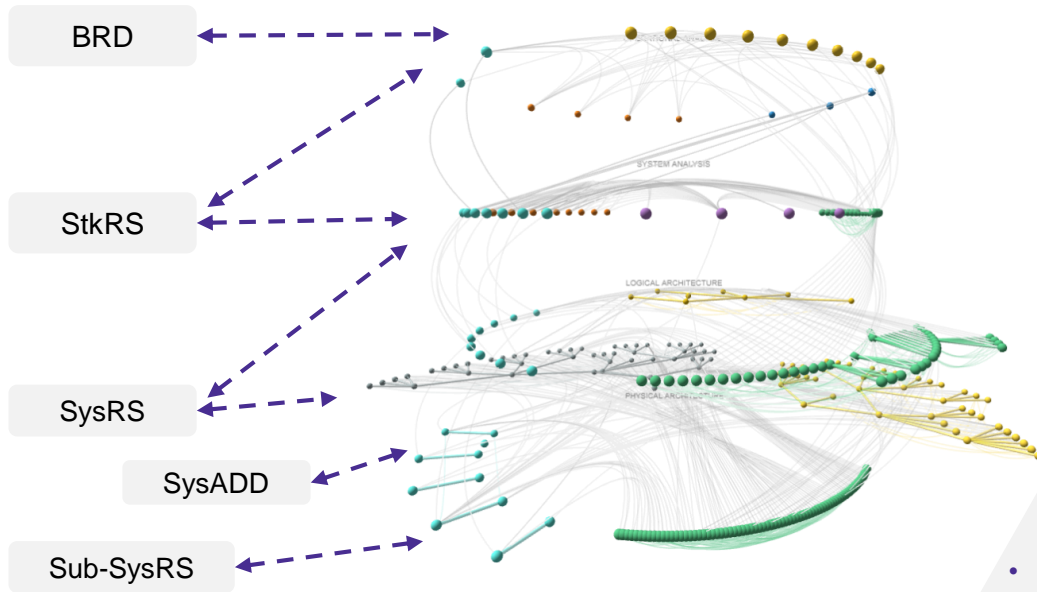 BRD
SYSTEM ANALYSIS
StkRS
LOGICAL ARCHITECTURE
SysRS
PHYSICAL ARCHITECTURE
SysADD
Sub-SysRS